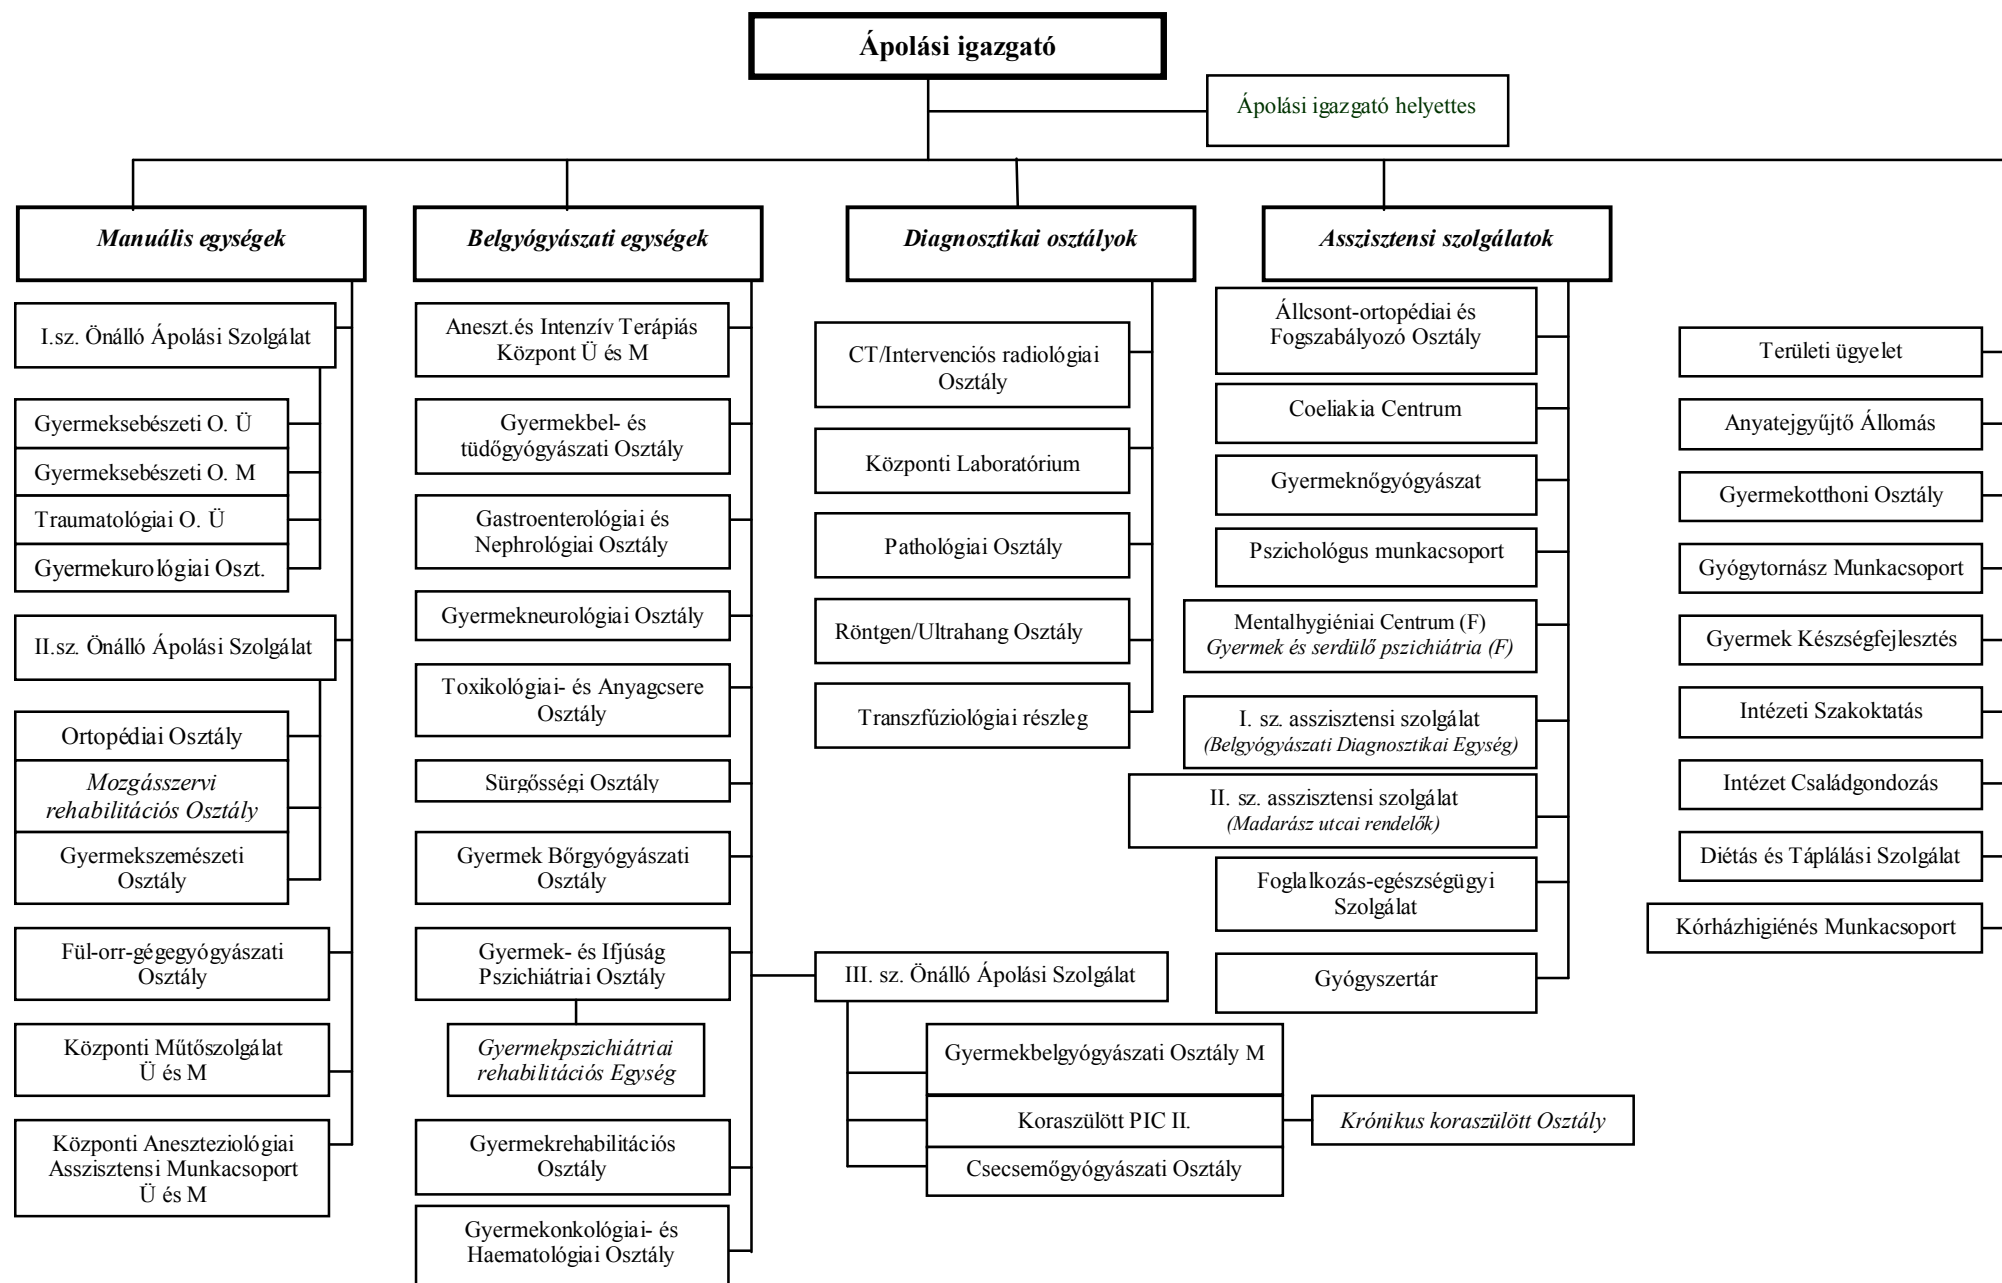 Ápolási igazgató
Ápolási igazgató helyettes
Manuális egységek
I.sz. Önálló Ápolási Szolgálat
Gyermeksebészeti O. Ü
Gyermeksebészeti O. M
Traumatológiai O. Ü
Gyermekurológiai Oszt.
II.sz. Önálló Ápolási Szolgálat
Ortopédiai Osztály
Mozgásszervi
rehabilitációs Osztály
Gyermekszemészeti
Osztály
Fül-orr-gégegyógyászati
Osztály
Központi Műtőszolgálat
Ü és M
Központi Aneszteziológiai
Asszisztensi Munkacsoport
Ü és M
Belgyógyászati egységek
Aneszt.és Intenzív Terápiás
Központ Ü és M
Gyermekbel- és
tüdőgyógyászati Osztály
Gastroenterológiai és
Nephrológiai Osztály
Gyermekneurológiai Osztály
Toxikológiai- és Anyagcsere
Osztály
Sürgősségi Osztály
Gyermek Bőrgyógyászati
Osztály
Gyermek- és Ifjúság
Pszichátriai Osztály
Gyermekpszichiátriai
rehabilitációs Egység
Gyermekrehabilitációs
Osztály
Gyermekonkológiai- és
Haematológiai Osztály
III. sz. Önálló Ápolási Szolgálat
Gyermekbelgyógyászati Osztály M
Koraszülött PIC II.
Krónikus koraszülött Osztály
Csecsemőgyógyászati Osztály
Diagnosztikai osztályok
CT/Intervenciós radiológiai
Osztály
Központi Laboratórium
Pathológiai Osztály
Röntgen/Ultrahang Osztály
Transzfúziológiai részleg
Asszisztensi szolgálatok
Állcsont-ortopédiai és
Fogszabályozó Osztály
Coeliakia Centrum
Gyermeknőgyógyászat
Pszichológus munkacsoport
Mentalhygiéniai Centrum (F)
Gyermek és serdülő pszichiátria (F)
I. sz. asszisztensi szolgálat
(Belgyógyászati Diagnosztikai Egység)
II. sz. asszisztensi szolgálat
(Madarász utcai rendelők)
Foglalkozás-egészségügyi
Szolgálat
Gyógyszertár
Területi ügyelet
Anyatejgyűjtő Állomás
Gyermekotthoni Osztály
Gyógytornász Munkacsoport
Gyermek Készségfejlesztés
Intézeti Szakoktatás
Intézet Családgondozás
Diétás és Táplálási Szolgálat
Kórházhigiénés Munkacsoport